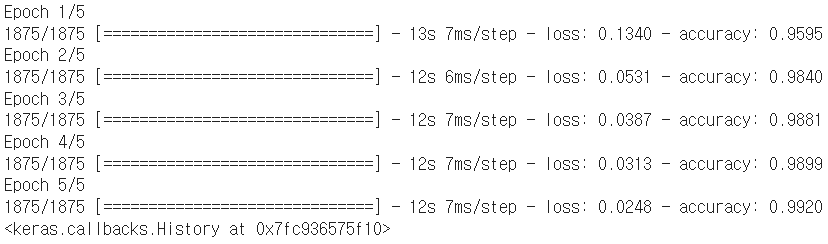 Epoch 1/5
1875/1875 [==============================] - 13s 7ms/step - loss: 0.1340 - accuracy: 0.9595
Epoch 2/5
1875/1875 [==============================] - 12s 6ms/step - loss: 0.0531 - accuracy: 0.9840
Epoch 3/5
1875/1875 [==============================] - 12s 7ms/step - loss: 0.0387 - accuracy: 0.9881
Epoch 4/5
1875/1875 [==============================] - 12s 7ms/step - loss: 0.0313 - accuracy: 0.9899
Epoch 5/5
1875/1875 [==============================] - 12s 7ms/step - loss: 0.0248 - accuracy: 0.9920
<keras.callbacks.History at 0x7fc936575f10>